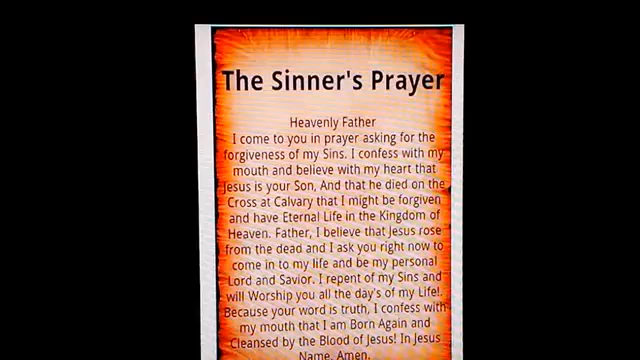 The Sinner's Prayer
Heavenly Father
I come to you in prayer asking for the
forgiveness of my Sins. I confess with my
mouth and believe with my heart that
Jesus is your Son, And that he died on the
Cross at Calvary that I might be forgiven
and have Eternal Life in the Kingdom of
Heaven. Father, I believe that Jesus rose
from the dead and I ask you right now to
come in to my life and be my personal
Lord and Savior. I repent of my Sins and
will Worship you all the day's of my Life!.
Because your word is truth, I confess with
my mouth that I am Born Again and
Cleansed by the Blood of Jesus! In Jesus
Name, Amen.